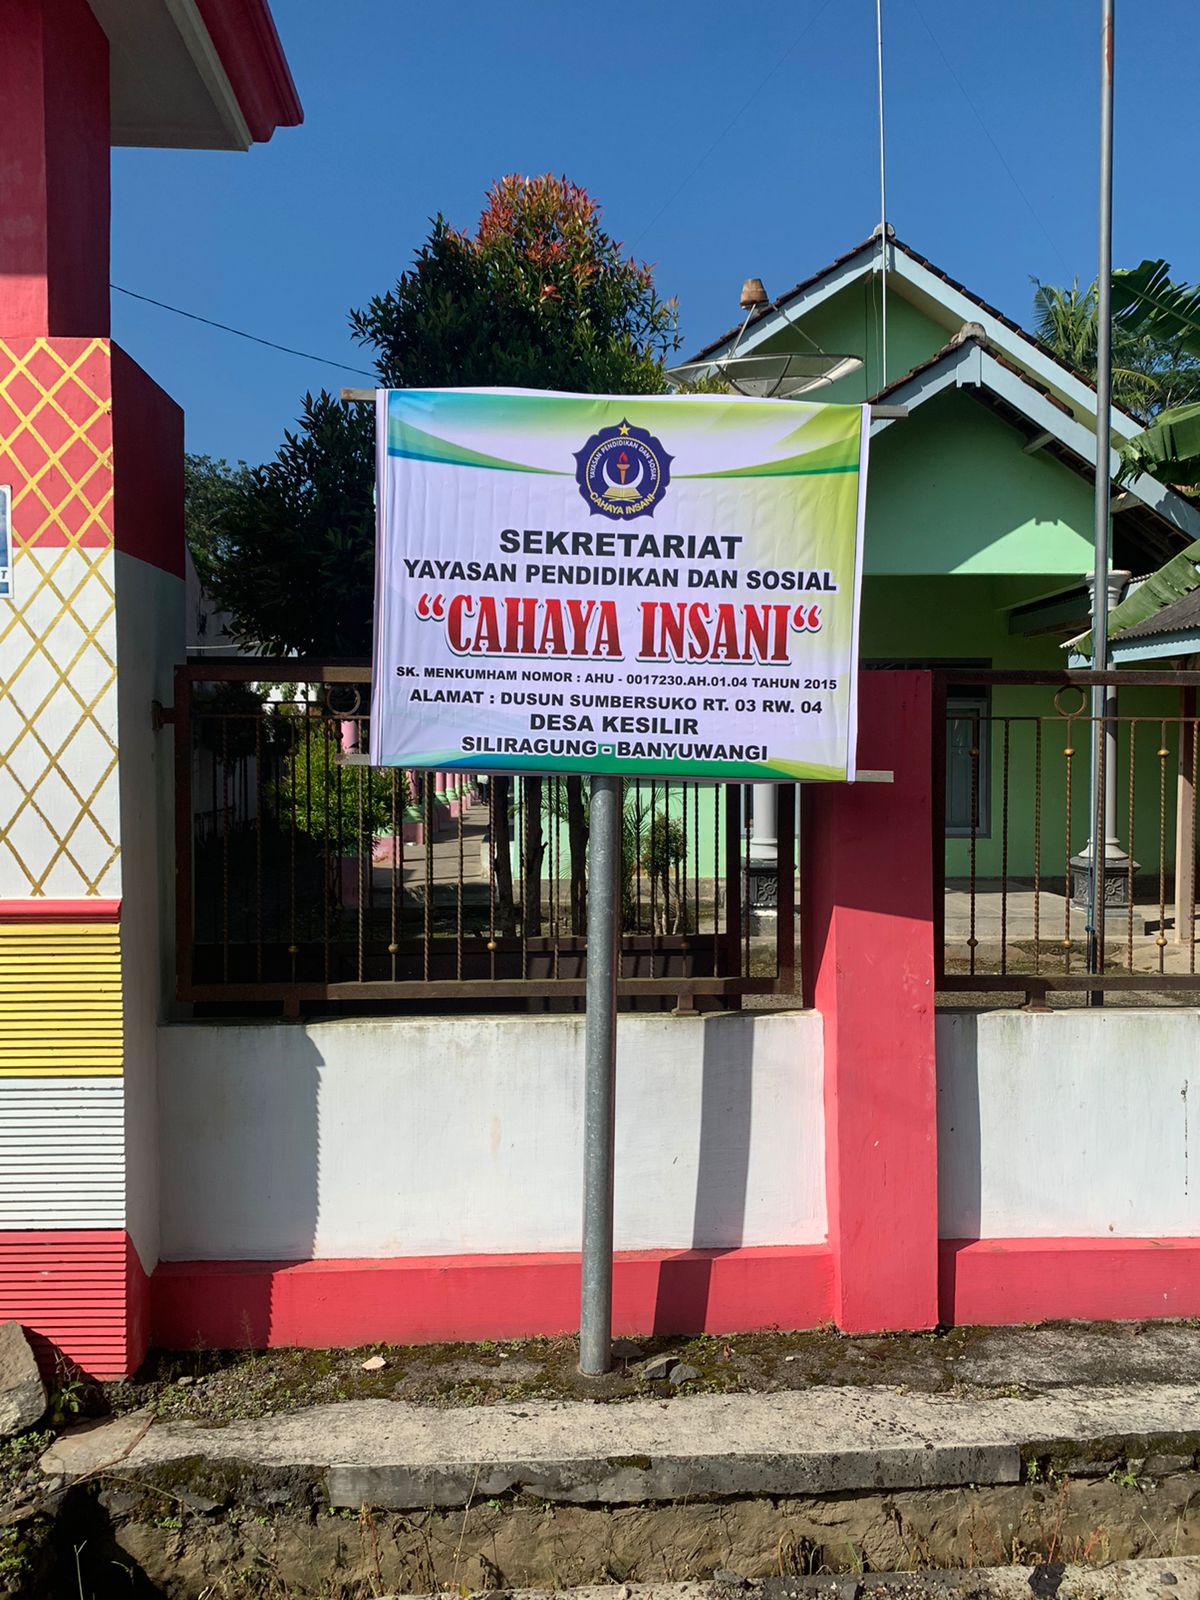 YAYASAN PENDIDIKAN DAN SOSIAL
CAHAYA INSANI
SEKRETARIAT
YAYASAN PENDIDIKAN DAN SOSIAL
“CAHAYA INSANI“
SK. MENKUMHAM NOMOR : AHU - 0017230.AH.01.04 TAHUN 2015
ALAMAT : DUSUN SUMBERSUKO RT. 03 RW. 04
DESA KESILIR
SILIRAGUNG - BANYUWANGI